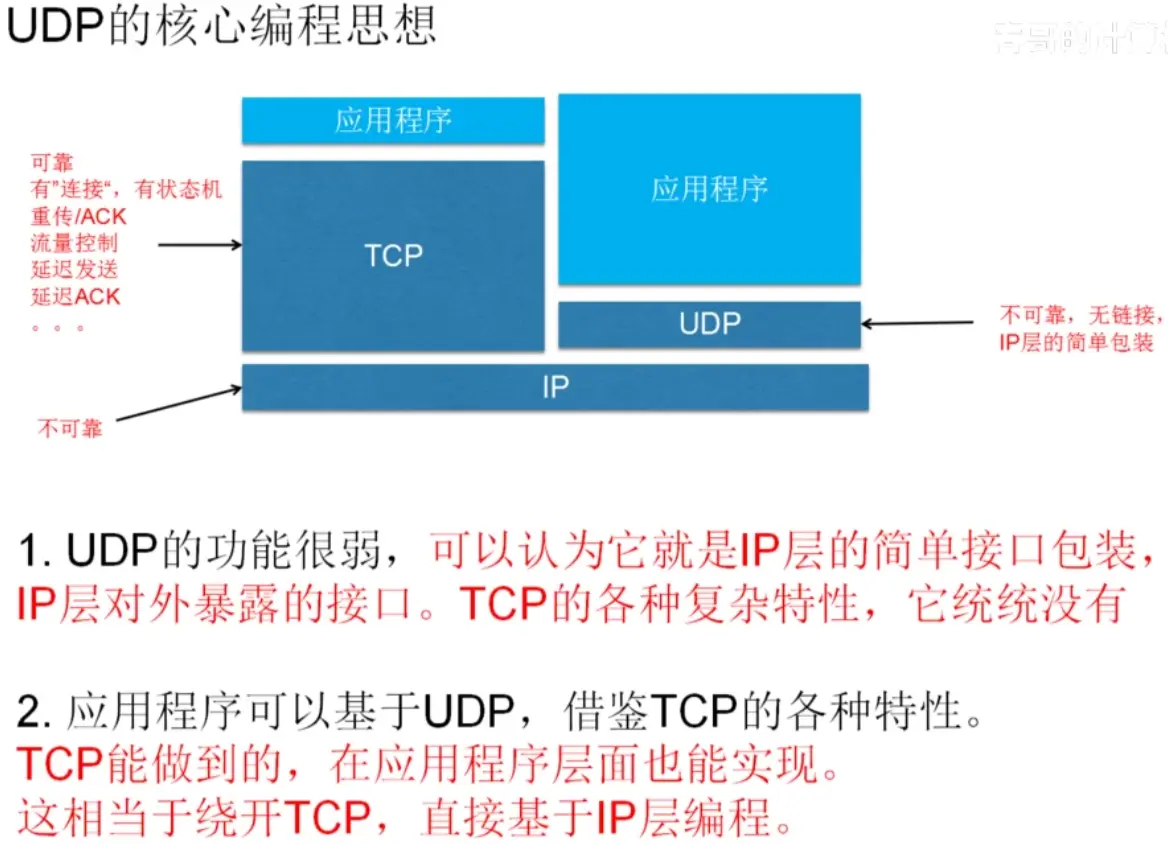 UDP的核心编程思想
应用程序
应用程序
可靠
有”连接“，有状态机
重传/ACK
流量控制
延迟发送
延迟ACK
。。。
TCP
UDP
不可靠，无链接，
IP层的简单包装
IP
不可靠
1. UDP的功能很弱，可以认为它就是IP层的简单接口包装，
IP层对外暴露的接口。TCP的各种复杂特性，它统统没有
2. 应用程序可以基于UDP，借鉴TCP的各种特性。
TCP能做到的，在应用程序层面也能实现。
这相当于绕开TCP，直接基于IP层编程。